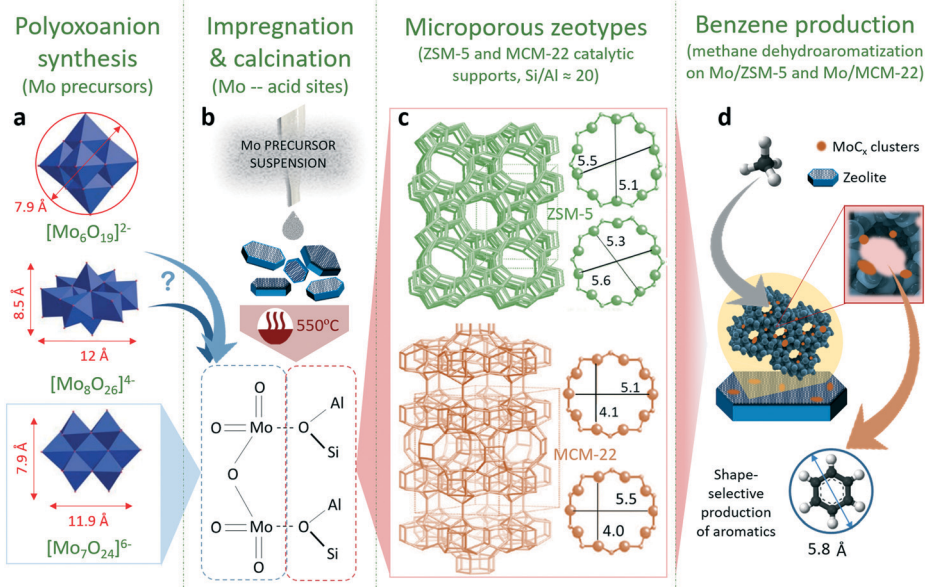 Polyoxoanion
synthesis
(Mo precursors)
a
7.9 Å
[Mo6O19]2-
8.5 Å
12 Å
[Mo8O26]4-
7.9 Å
11.9 Å
[Mo7O24]6-
?
Impregnation
& calcination
(Mo -- acid sites)
b
Mo PRECURSOR
SUSPENSION
550ºC
O
O
Al
O
Mo
O
Si
O
O
Al
O
Mo
O
Si
O
Microporous zeotypes
(ZSM-5 and MCM-22 catalytic
supports, Si/Al ≈ 20)
c
5.5
5.1
ZSM-5
5.3
5.6
5.1
4.1
MCM-22
5.5
4.0
Benzene production
(methane dehydroaromatization
on Mo/ZSM-5 and Mo/MCM-22)
d
MoCx clusters
Zeolite
Shape-
selective
production
of aromatics
5.8 Å